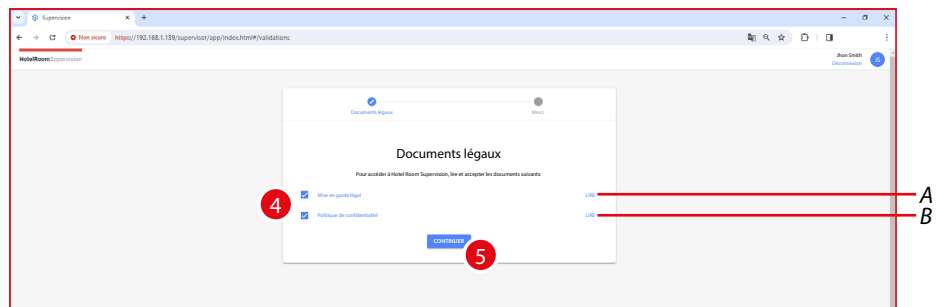 Supervision
Non sicuro https://192.168.1.139/supervisor/app/index.html#/validations
HotelRoomSupervision
Jhon Smith
Déconnexion
JS
Documents légaux
Merci
Documents légaux
Pour accéder à Hotel Room Supervision, lire et accepter les documents suivants:
4
Mise en garde légal
LIRE
A
Politique de confidentialité
LIRE
B
CONTINUER
5